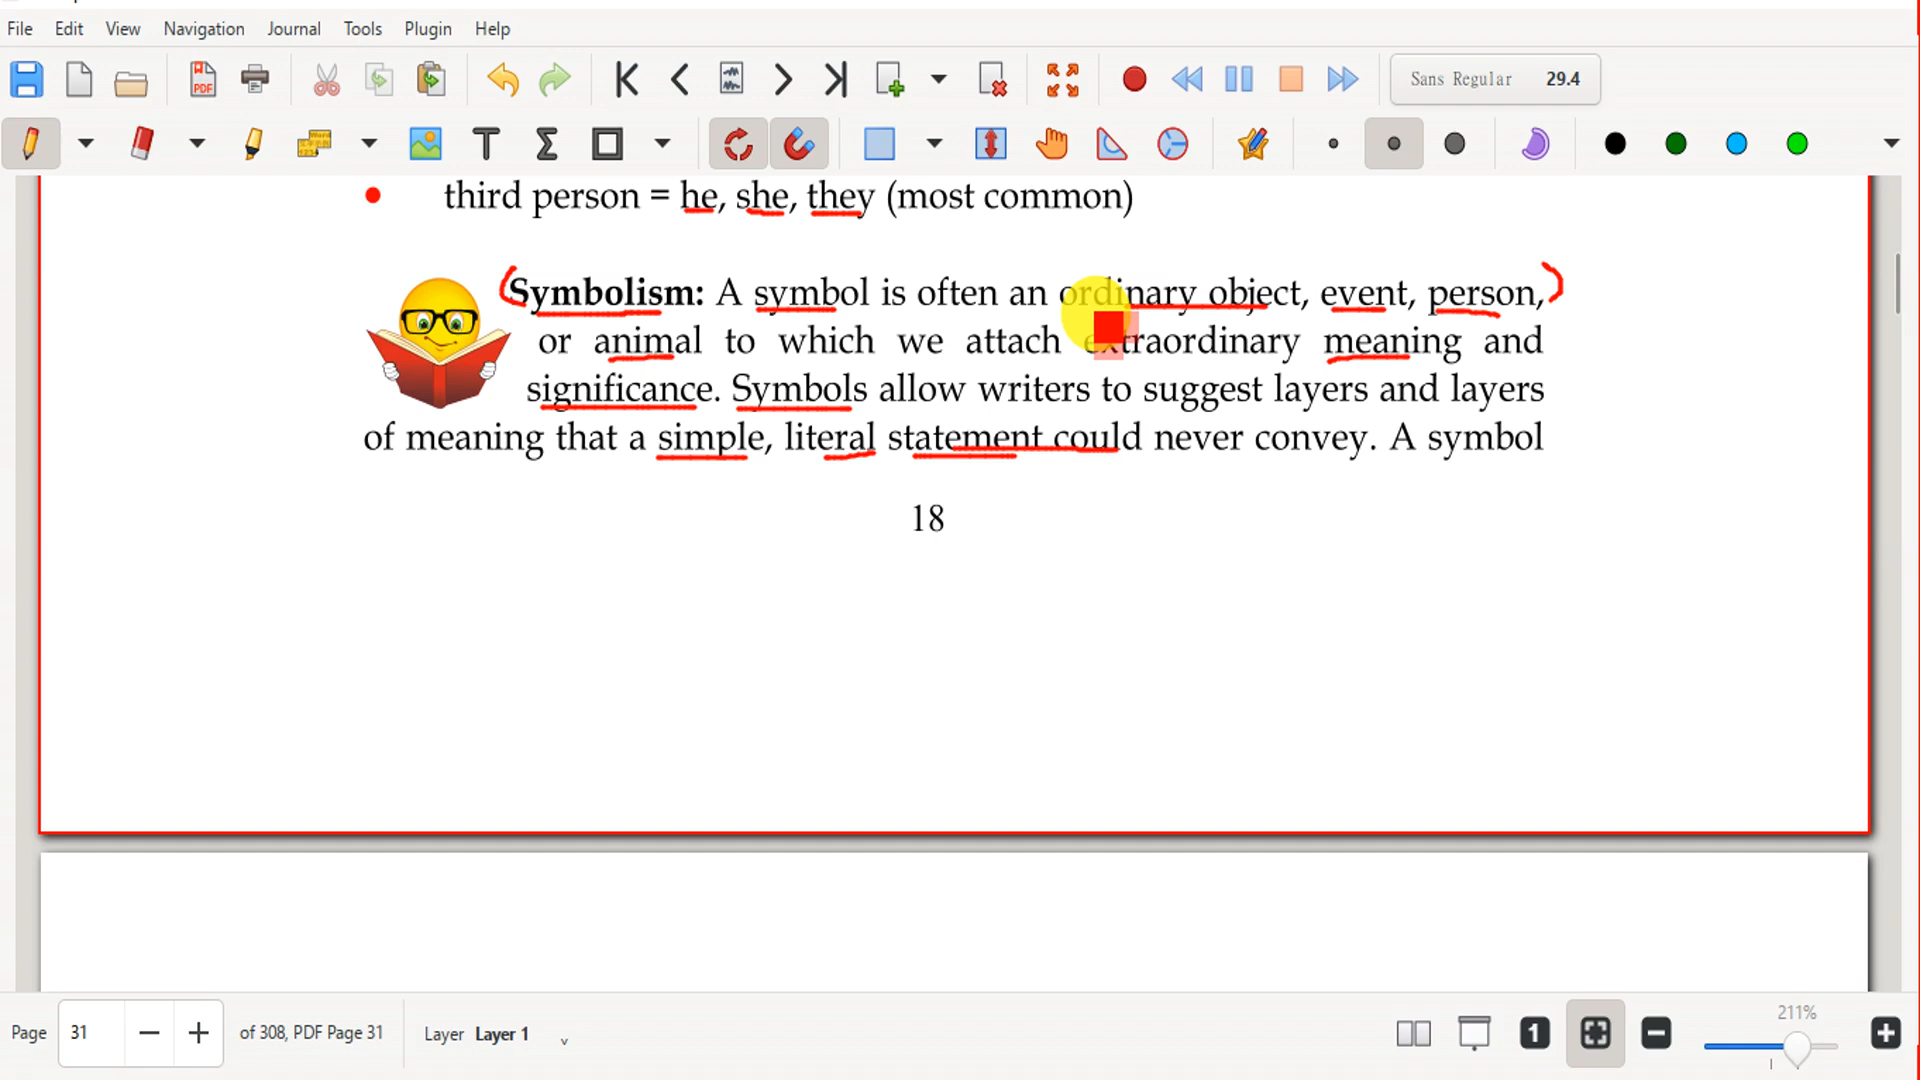 File Edit View Navigation Journal Tools Plugin Help
Sans Regular 29.4
third person = he, she, they (most common)
Symbolism: A symbol is often an ordinary object, event, person,
or animal to which we attach extraordinary meaning and
significance. Symbols allow writers to suggest layers and layers
of meaning that a simple, literal statement could never convey. A symbol
18
211%
Page 31 of 308, PDF Page 31 Layer Layer 1